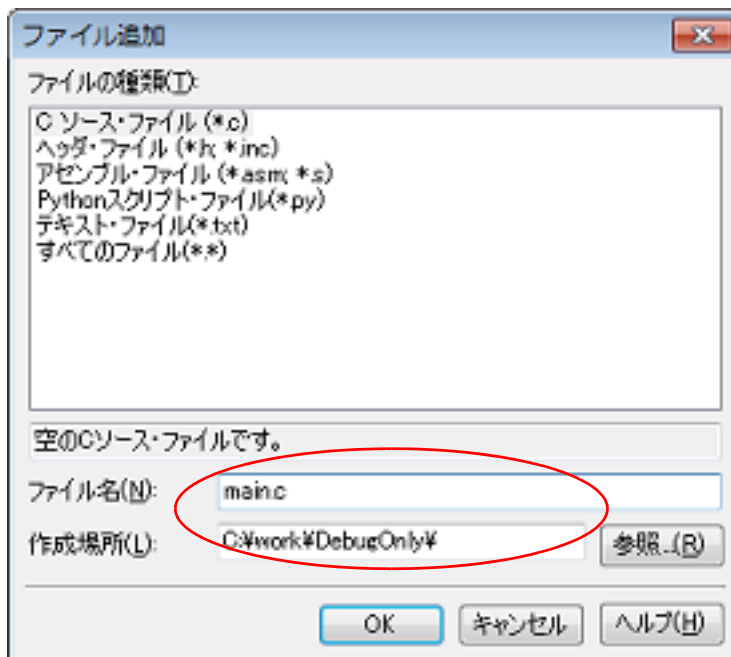 ファイル追加
ファイルの種類(T):
C ソース・ファイル (*.c)
ヘッダ・ファイル (*.h; *.inc)
アセンブル・ファイル (*.asm; *.s)
Pythonスクリプト・ファイル(*.py)
テキスト・ファイル(*.txt)
すべてのファイル(*.*)
空のCソース・ファイルです。
ファイル名(N): main.c
作成場所(L): C:¥work¥DebugOnly¥ 参照...(R)
OK キャンセル ヘルプ(H)